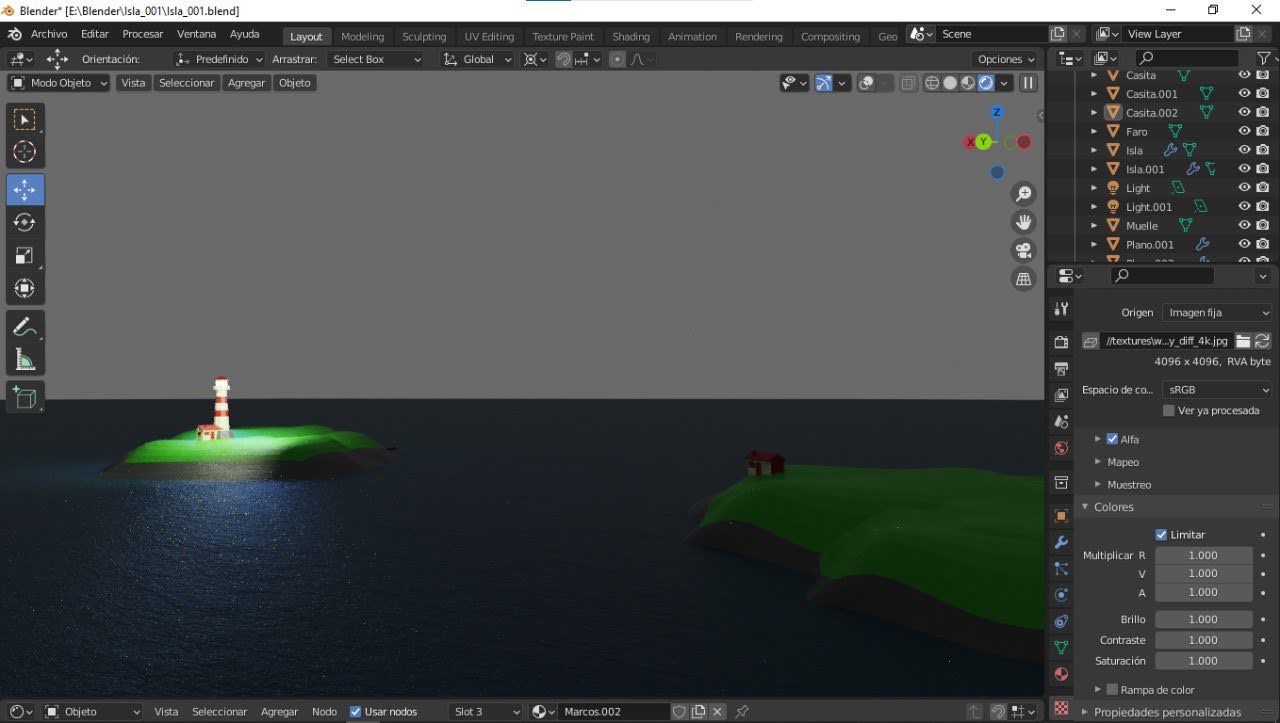 Blender* [E:\Blender\Isla_001\Isla_001.blend]
Archivo Editar Procesar Ventana Ayuda Layout Modeling Sculpting UV Editing Texture Paint Shading Animation Rendering Compositing Geo Scene View Layer
Orientación: Predefinido Arrastrar: Select Box Global Opciones
Modo Objeto Vista Seleccionar Agregar Objeto
Z
X Y
Casita
Casita.001
Casita.002
Faro
Isla
Isla.001
Light
Light.001
Muelle
Plano.001
Origen Imagen fija
//textures\w...y_diff_4k.jpg
4096 x 4096, RVA byte
Espacio de co... sRGB
Ver ya procesada
Alfa
Mapeo
Muestreo
Colores
Limitar
Multiplicar R 1.000
V 1.000
A 1.000
Brillo 1.000
Contraste 1.000
Saturación 1.000
Rampa de color
Propiedades personalizadas
Objeto Vista Seleccionar Agregar Nodo Usar nodos Slot 3 Marcos.002